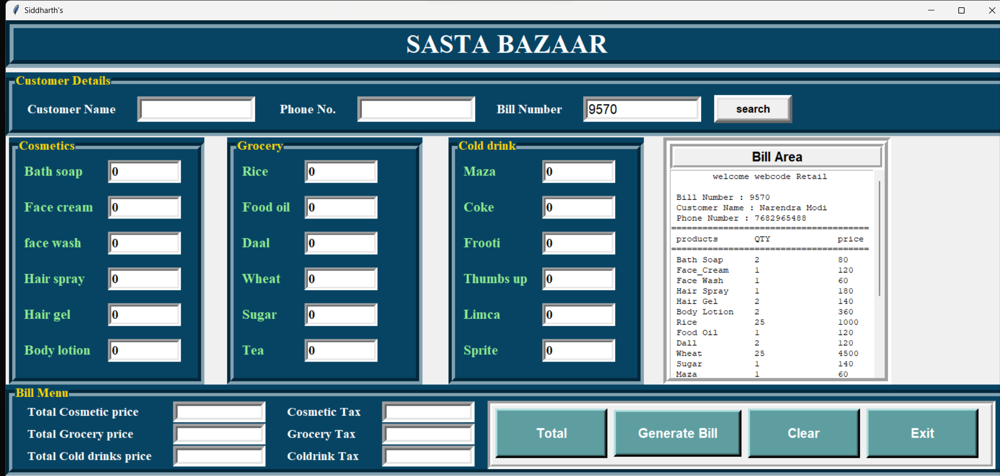 Siddharth's
SASTA BAZAAR
Customer Details
Customer Name Phone No. Bill Number 9570 search
Cosmetics
Bath soap 0
Face cream 0
face wash 0
Hair spray 0
Hair gel 0
Body lotion 0
Grocery
Rice 0
Food oil 0
Daal 0
Wheat 0
Sugar 0
Tea 0
Cold drink
Maza 0
Coke 0
Frooti 0
Thumbs up 0
Limca 0
Sprite 0
Bill Area
welcome webcode Retail
Bill Number : 9570
Customer Name : Narendra Modi
Phone Number : 7682965488
======================================
products QTY price
======================================
Bath Soap 2 80
Face_Cream 1 120
Face Wash 1 60
Hair Spray 1 180
Hair Gel 2 140
Body Lotion 2 360
Rice 25 1000
Food Oil 1 120
Dall 2 120
Wheat 25 4500
Sugar 1 140
Maza 1 60
Bill Menu
Total Cosmetic price Cosmetic Tax
Total Grocery price Grocery Tax
Total Cold drinks price Coldrink Tax
Total Generate Bill Clear Exit